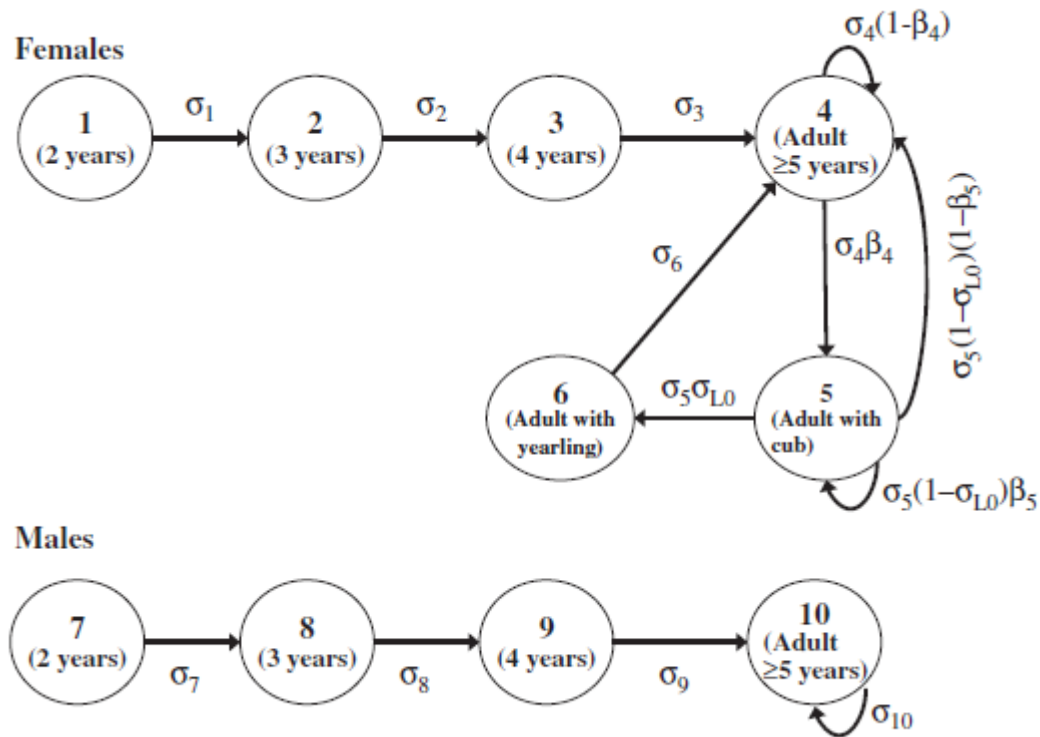 Females
σ4(1-β4)
1
(2 years)
σ1
2
(3 years)
σ2
3
(4 years)
σ3
4
(Adult
≥5 years)
σ6
σ4β4
σ5(1–σL0)(1–β5)
6
(Adult with
yearling)
σ5σL0
5
(Adult with
cub)
σ5(1–σL0)β5
Males
7
(2 years)
σ7
8
(3 years)
σ8
9
(4 years)
σ9
10
(Adult
≥5 years)
σ10